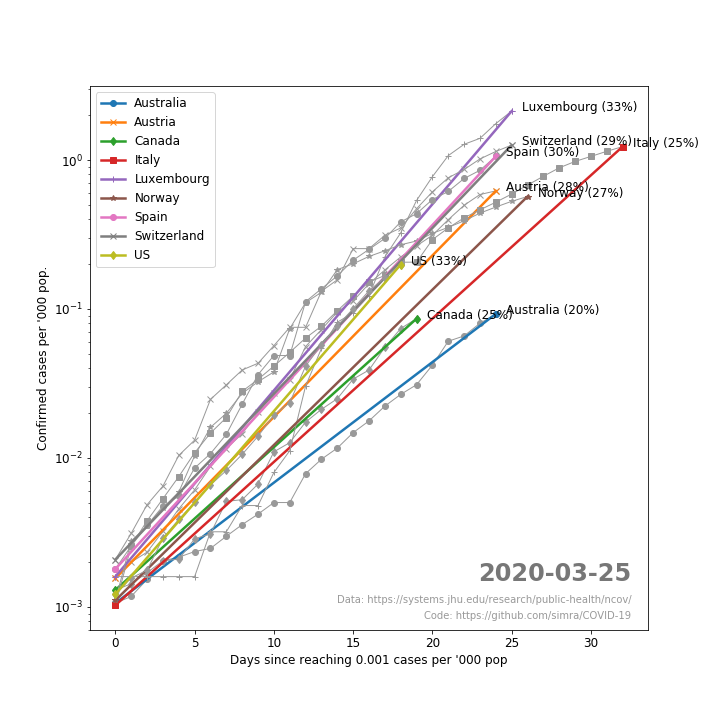 Australia
Austria
Canada
Italy
Luxembourg
Norway
Spain
Switzerland
US
Luxembourg (33%)
Switzerland (29%)
Italy (25%)
Spain (30%)
Austria (28%)
Norway (27%)
US (33%)
Canada (25%)
Australia (20%)
10^0
10^-1
10^-2
10^-3
Confirmed cases per '000 pop.
2020-03-25
Data: https://systems.jhu.edu/research/public-health/ncov/
Code: https://github.com/simra/COVID-19
0 5 10 15 20 25 30
Days since reaching 0.001 cases per '000 pop